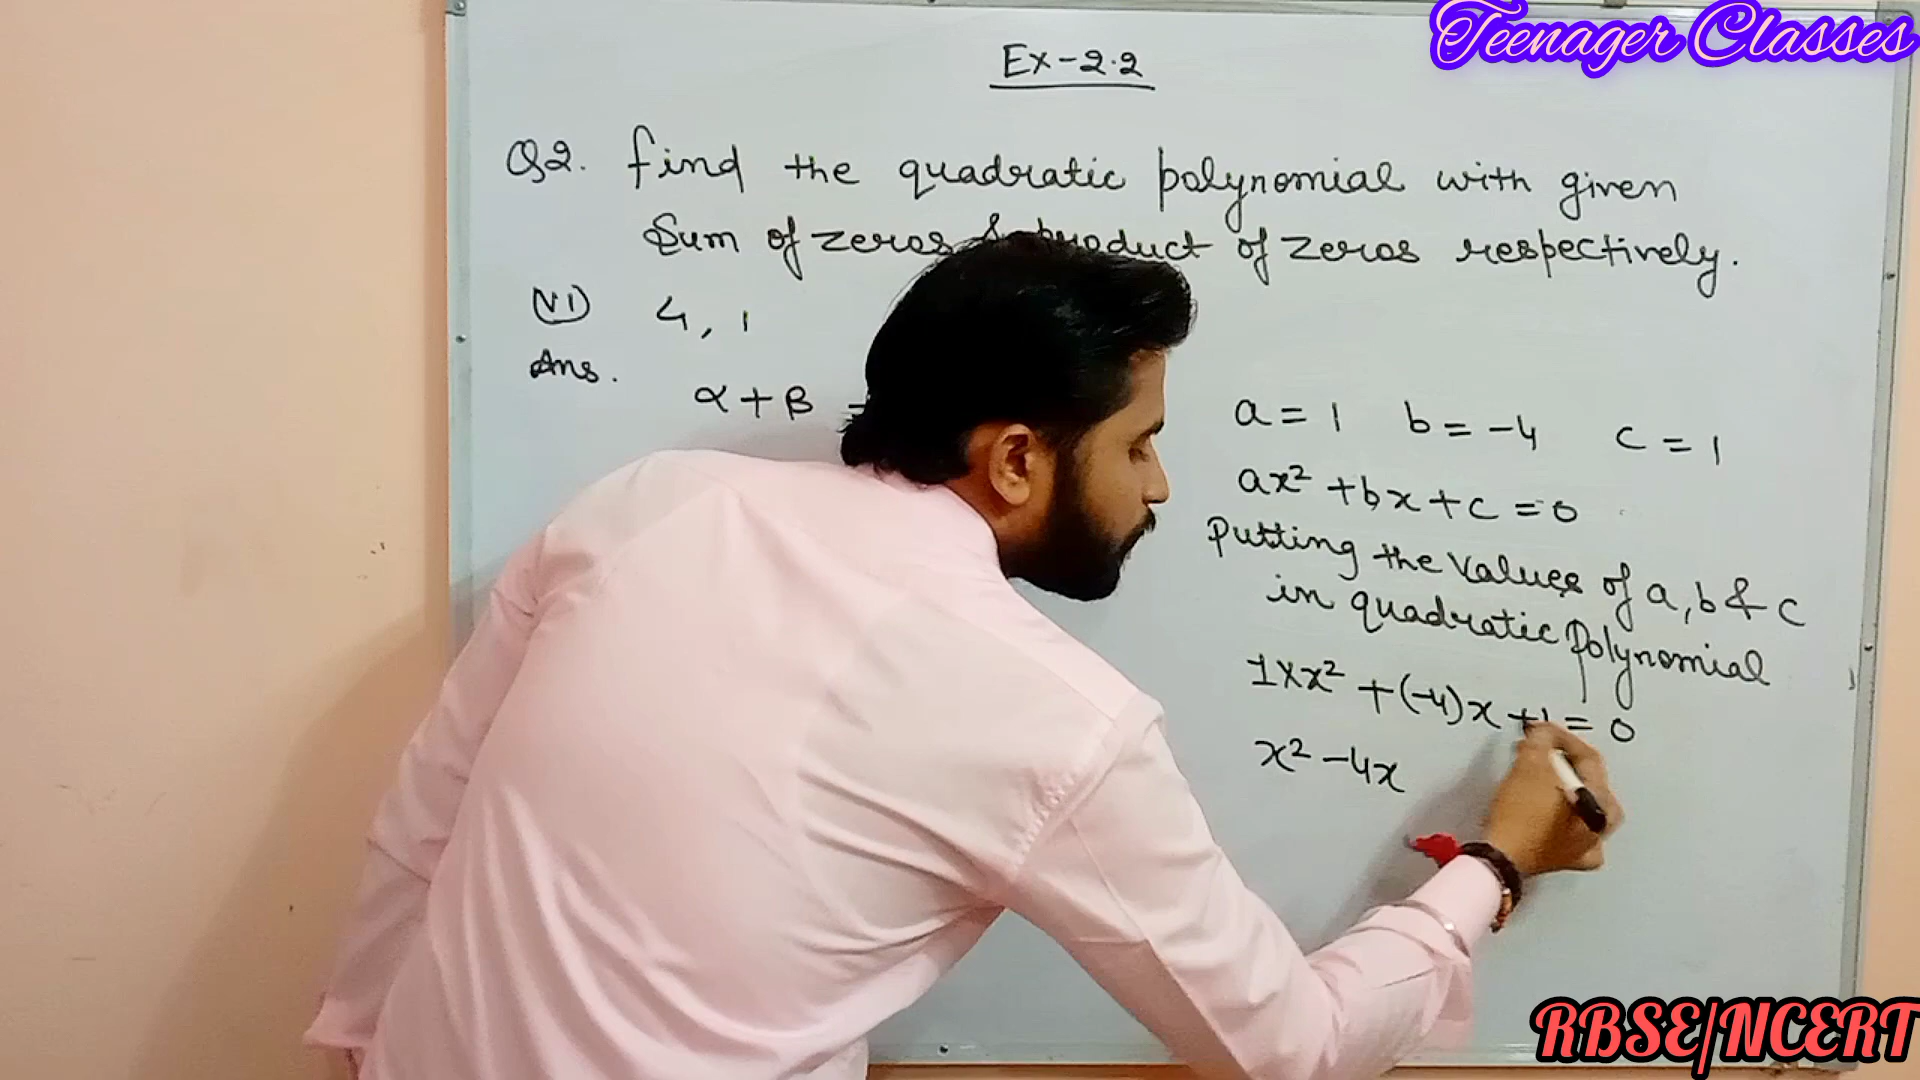 Teenager Classes
Ex-2.2
Q2. find the quadratic polynomial with given
Sum of zeros & product of zeros respectively.
(VI) 4, 1
Ans.
α + β =
a = 1 b = -4 c = 1
ax² + bx + c = 0
Putting the values of a, b & c
in quadratic polynomial
1 × x² + (-4)x + 1 = 0
x² - 4x
RBSE/NCERT